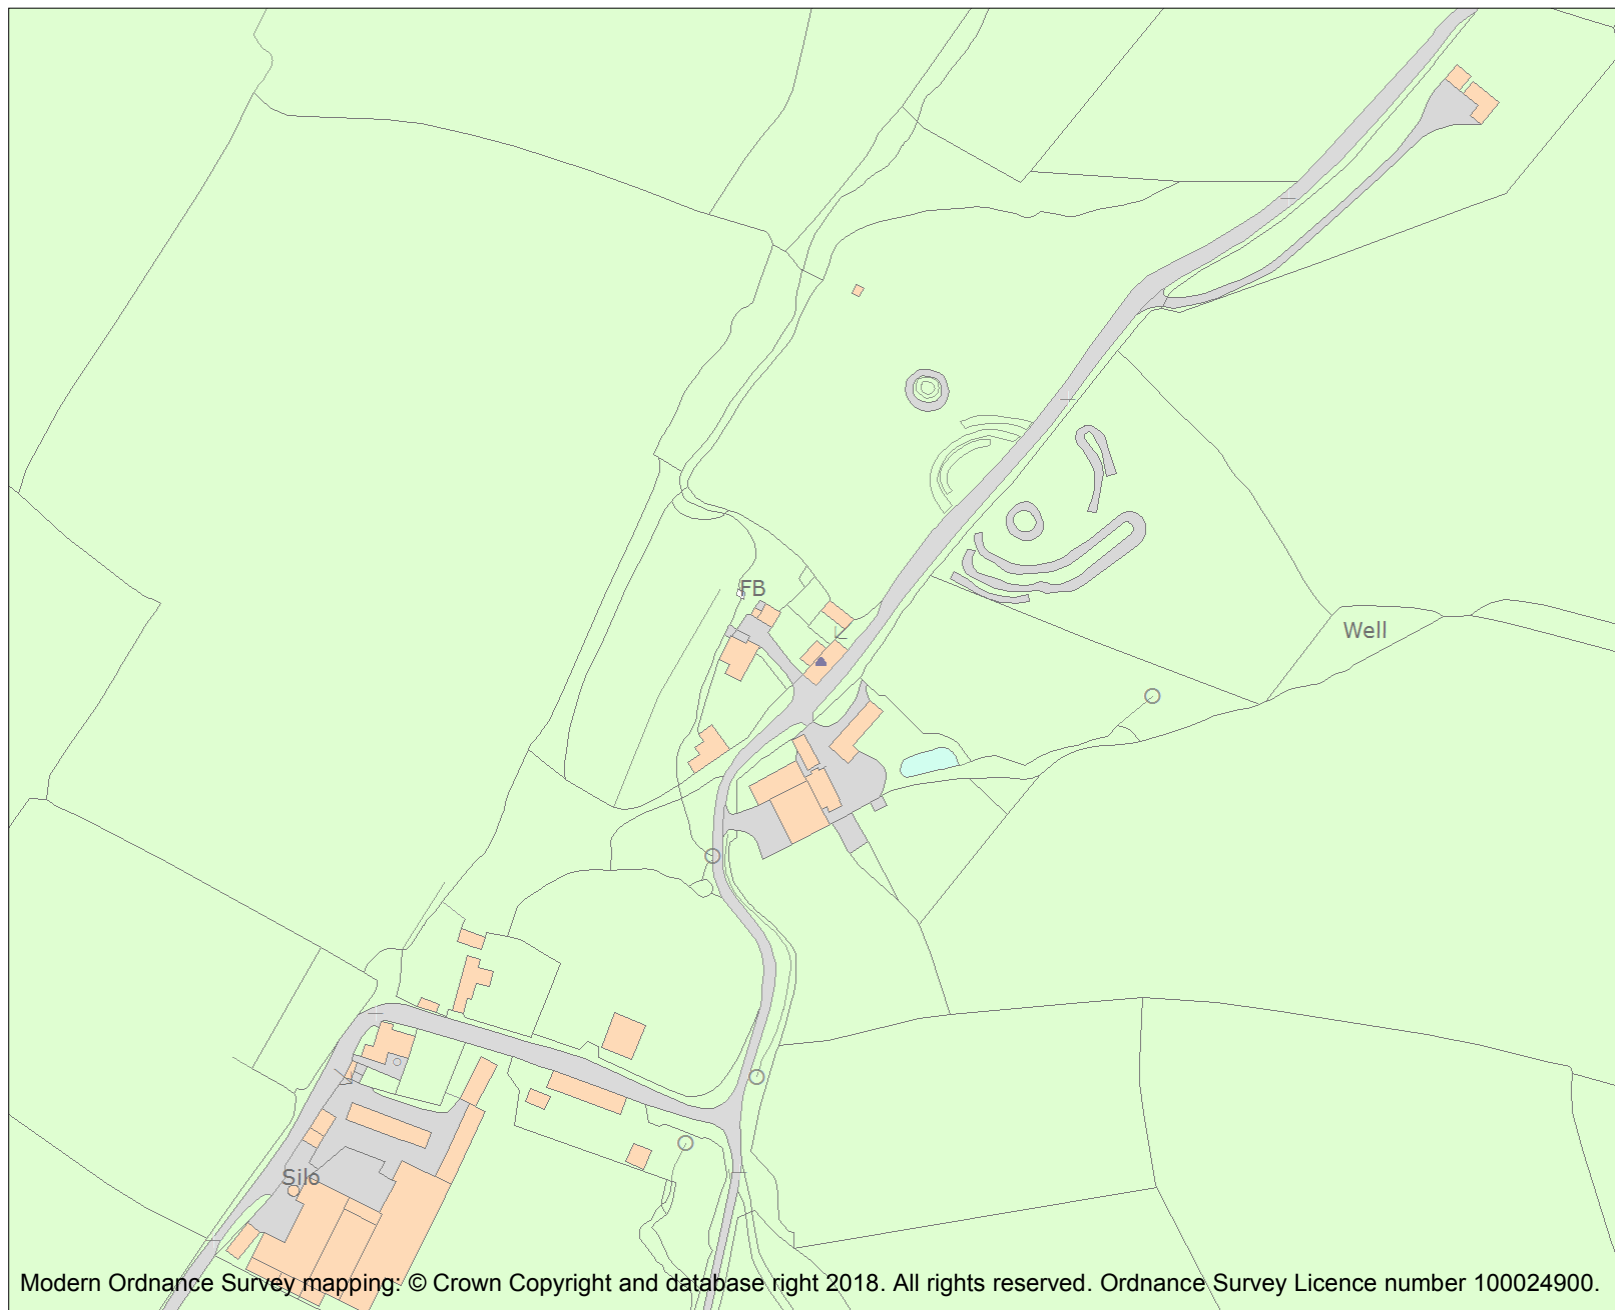 FB
Well
Silo
Modern Ordnance Survey mapping: © Crown Copyright and database right 2018. All rights reserved. Ordnance Survey Licence number 100024900.